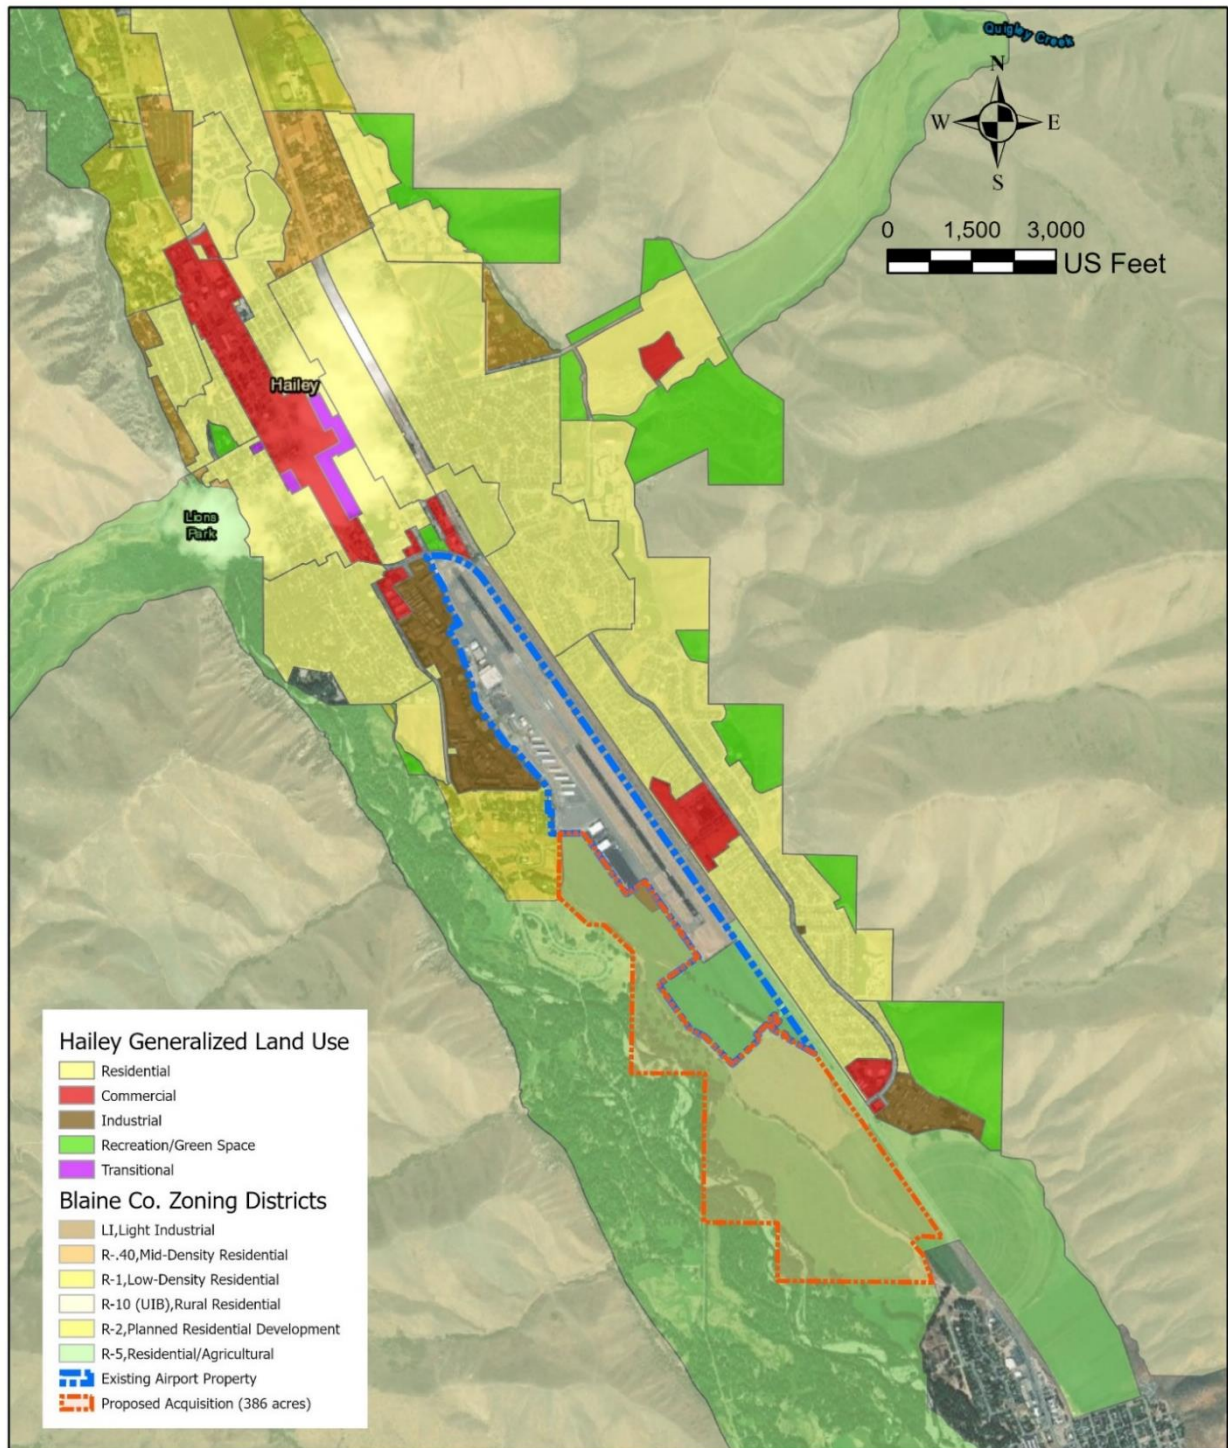 Quigley Creek
N
W E
S
0 1,500 3,000
US Feet
Hailey
Lions
Park
Hailey Generalized Land Use
Residential
Commercial
Industrial
Recreation/Green Space
Transitional
Blaine Co. Zoning Districts
LI,Light Industrial
R-.40,Mid-Density Residential
R-1,Low-Density Residential
R-10 (UIB),Rural Residential
R-2,Planned Residential Development
R-5,Residential/Agricultural
Existing Airport Property
Proposed Acquisition (386 acres)